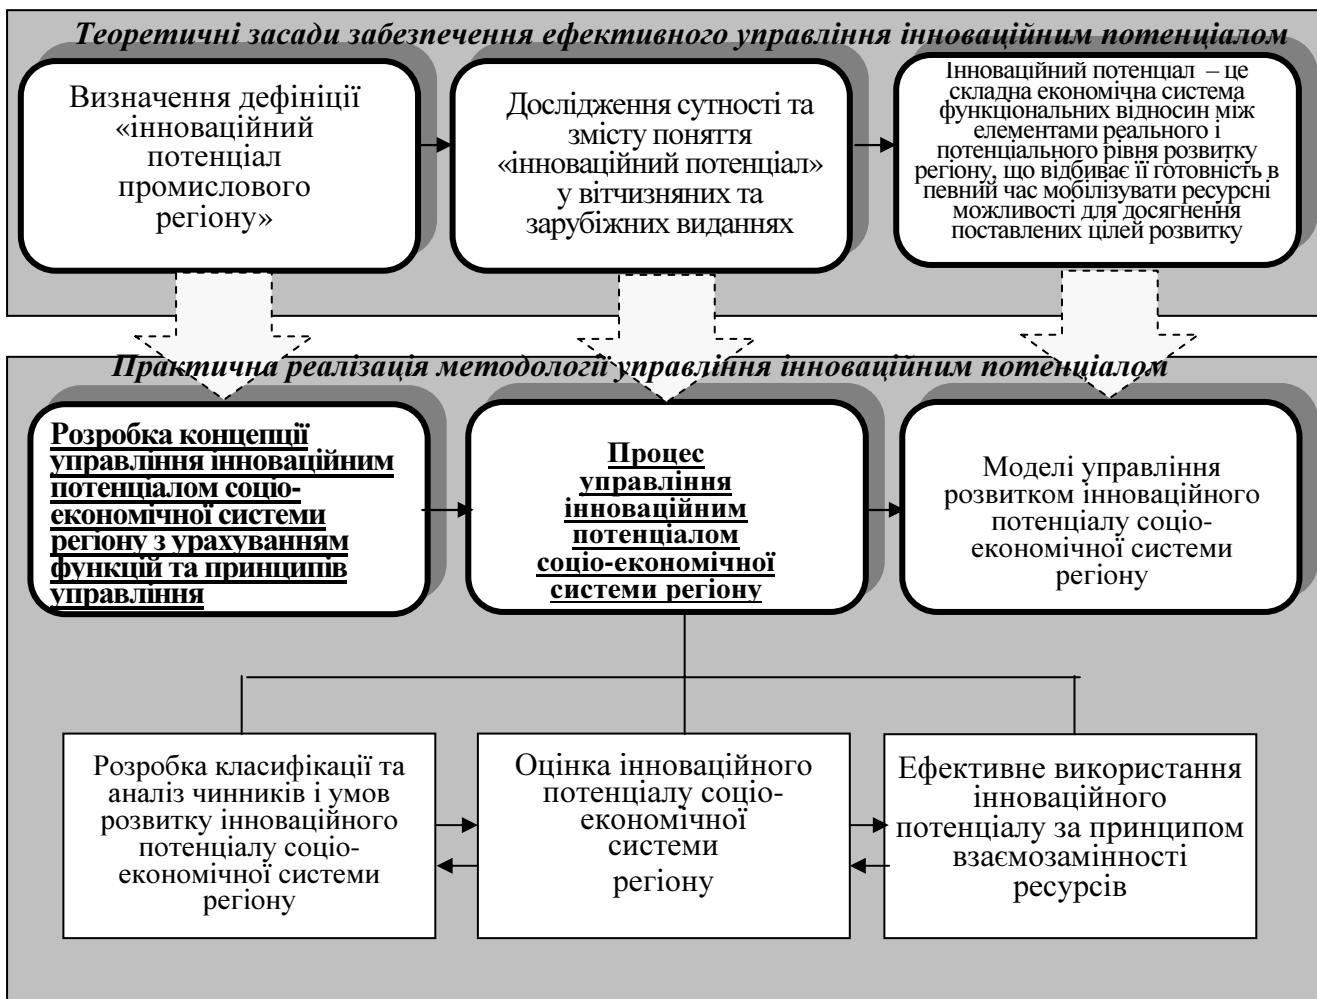 Теоретичні засади забезпечення ефективного управління інноваційним потенціалом
Визначення дефініції
«інноваційний
потенціал
промислового
регіону»
Дослідження сутності та
змісту поняття
«інноваційний потенціал»
у вітчизняних та
зарубіжних виданнях
Інноваційний потенціал – це
складна економічна система
функціональних відносин між
елементами реального і
потенціального рівня розвитку
регіону, що відбиває її готовність в
певний час мобілізувати ресурсні
можливості для досягнення
поставлених цілей розвитку
Практична реалізація методології управління інноваційним потенціалом
Розробка концепції
управління інноваційним
потенціалом соціо-
економічної системи
регіону з урахуванням
функцій та принципів
управління
Процес
управління
інноваційним
потенціалом
соціо-економічної
системи регіону
Моделі управління
розвитком інноваційного
потенціалу соціо-
економічної системи
регіону
Розробка класифікації та
аналіз чинників і умов
розвитку інноваційного
потенціалу соціо-
економічної системи
регіону
Оцінка інноваційного
потенціалу соціо-
економічної
системи
регіону
Ефективне використання
інноваційного
потенціалу за принципом
взаємозамінності
ресурсів